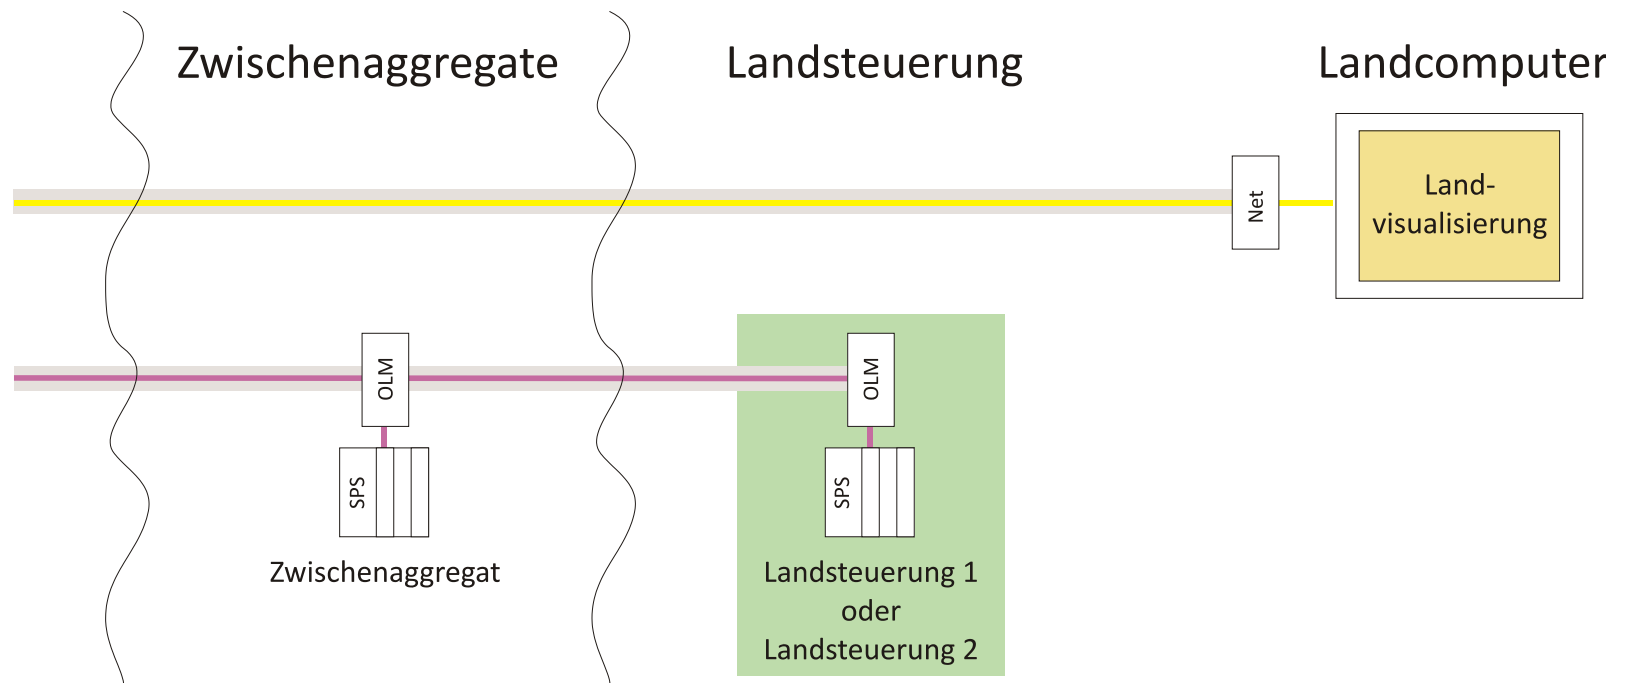 Zwischenaggregate
Landsteuerung
Landcomputer
Net
Land-
visualisierung
OLM
OLM
SPS
SPS
Zwischenaggregat
Landsteuerung 1
oder
Landsteuerung 2